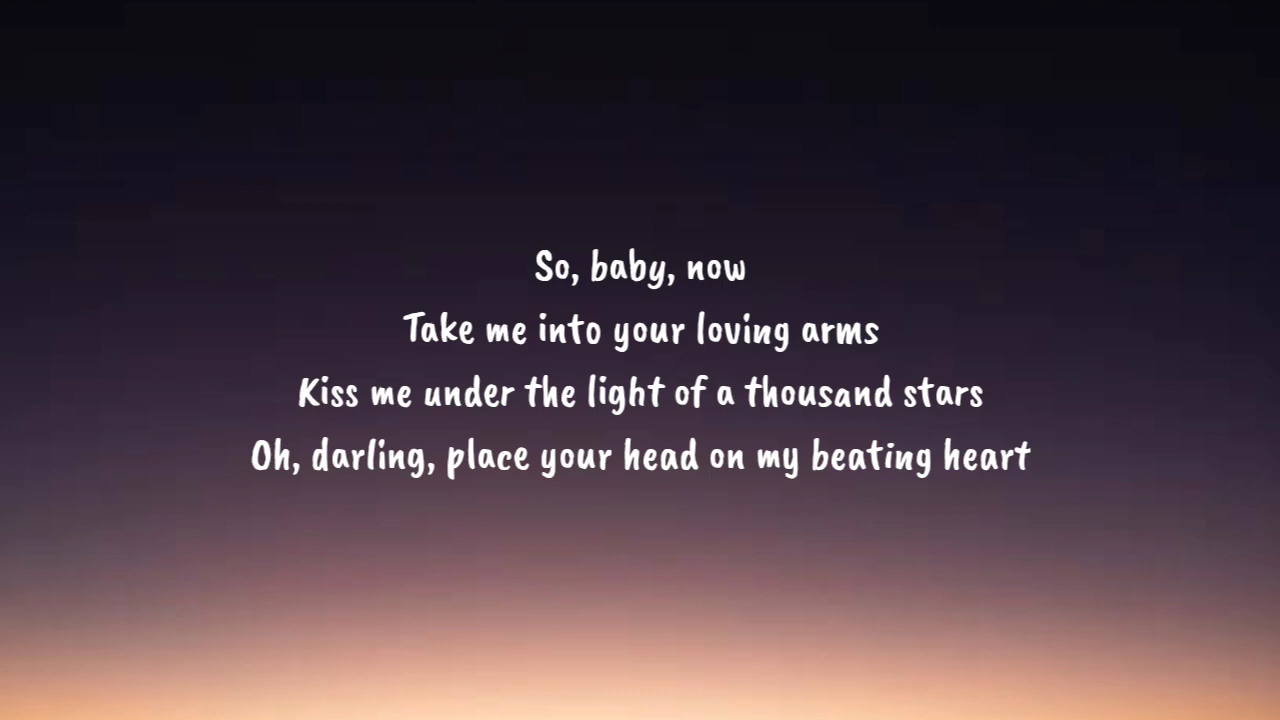 So, baby, now
Take me into your loving arms
Kiss me under the light of a thousand stars
Oh, darling, place your head on my beating heart